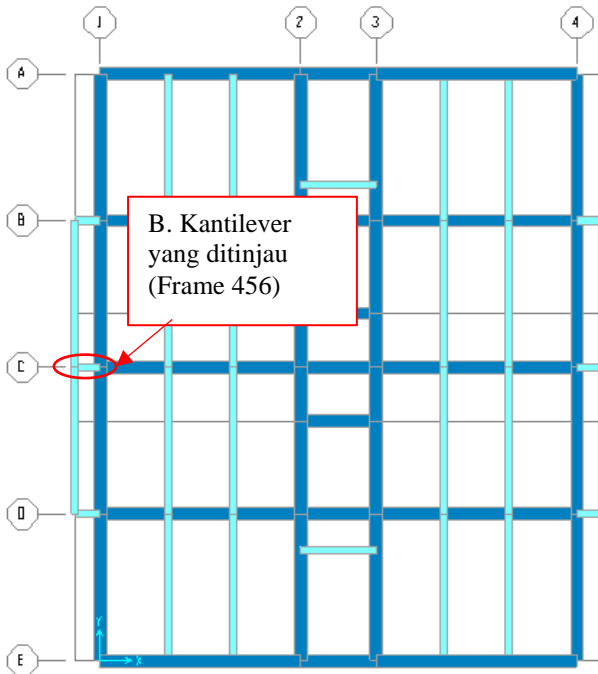 1 2 3 4
A
B
B. Kantilever
yang ditinjau
(Frame 456)
C
D
Y
X
E